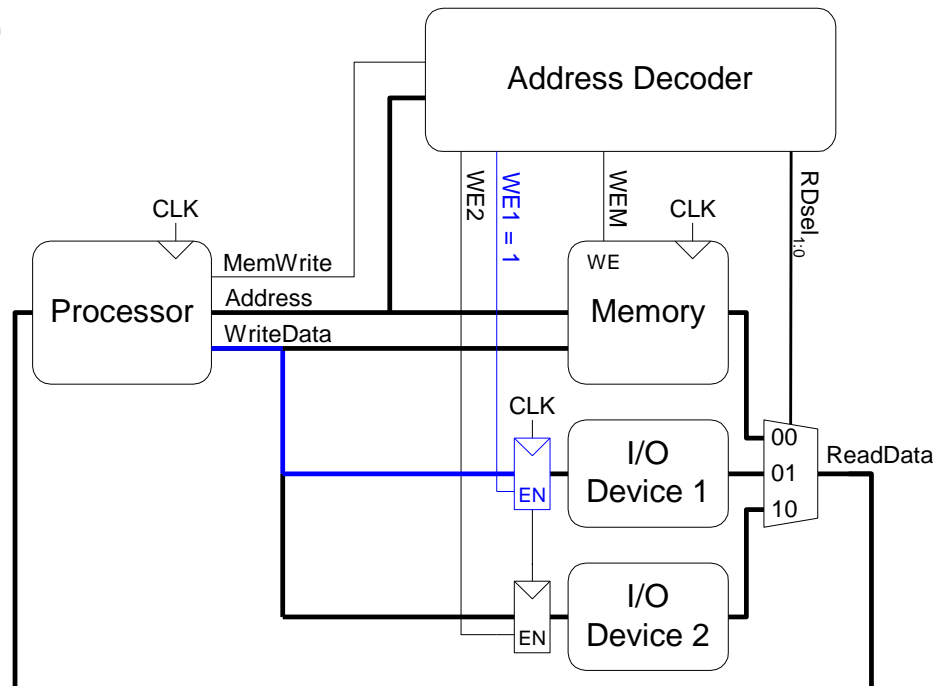 Address Decoder
WE2
WE1 = 1
WEM
RDsel1:0
CLK
CLK
MemWrite
Address
WriteData
Processor
WE
Memory
CLK
EN
I/O
Device 1
00
01
10
ReadData
EN
I/O
Device 2